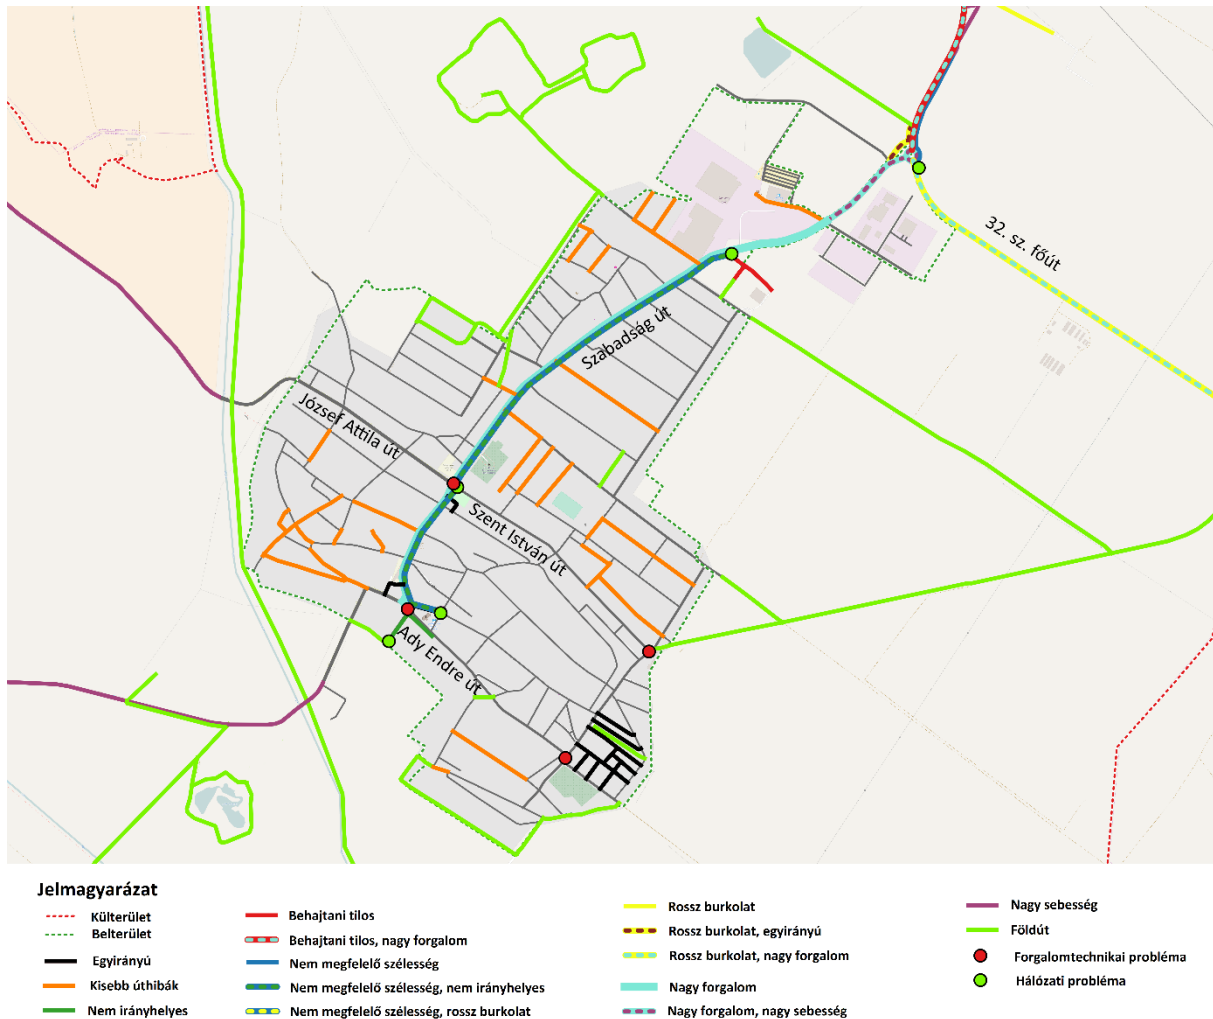 32. sz. főút
Szabadság út
József Attila út
Szent István út
Ady Endre út
Jelmagyarázat
Külterület
Belterület
Egyirányú
Kisebb úthibák
Nem irányhelyes
Behajtani tilos
Behajtani tilos, nagy forgalom
Nem megfelelő szélesség
Nem megfelelő szélesség, nem irányhelyes
Nem megfelelő szélesség, rossz burkolat
Rossz burkolat
Rossz burkolat, egyirányú
Rossz burkolat, nagy forgalom
Nagy forgalom
Nagy forgalom, nagy sebesség
Nagy sebesség
Földút
Forgalomtechnikai probléma
Hálózati probléma